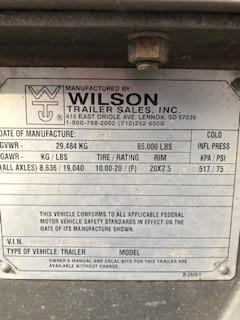 MANUFACTURED BY:
WILSON
TRAILER SALES, INC.
415 EAST ORIOLE AVE. LENNOX, SD 57039
1-800-798-2002 / (712)252-6500
DATE OF MANUFACTURE: COLD
GVWR - 29,484 KG 65,000 LBS INFL PRESS
GAWR - KG / LBS TIRE / RATING RIM KPA / PSI
(ALL AXLES) 8,636 / 19,040 10.00-20 / (F) 20X7.5 517 / 75
THIS VEHICLE CONFORMS TO ALL APPLICABLE FEDERAL
MOTOR VEHICLE SAFETY STANDARDS IN EFFECT ON DATE
OF ITS MANUFACTURE SHOWN.
V.I.N.
TYPE OF VEHICLE: TRAILER MODEL
OWNER'S MANUAL AND DECAL BITS FOR THIS TRAILER ARE
AVAILABLE WITHOUT CHARGE.